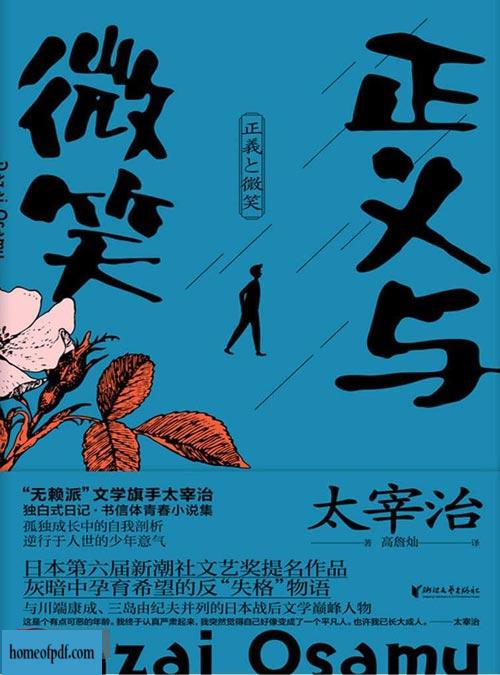 正义与
微笑
正義と微笑
Dazai Osamu
“无赖派”文学旗手太宰治
独白式日记·书信体青春小说集
孤独成长中的自我剖析
逆行于人世的少年意气
太宰治 著
高詹灿 译
日本第六届新潮社文艺奖提名作品
灰暗中孕育希望的反“失格”物语
与川端康成、三岛由纪夫并列的日本战后文学巅峰人物
这是个有点可恶的年龄。我终于认真严肃起来，我突然觉得自己好像变成了一个平凡人。也许我已长大成人。——太宰治
浙江文艺出版社
Dazai Osamu
homeofpdf.com